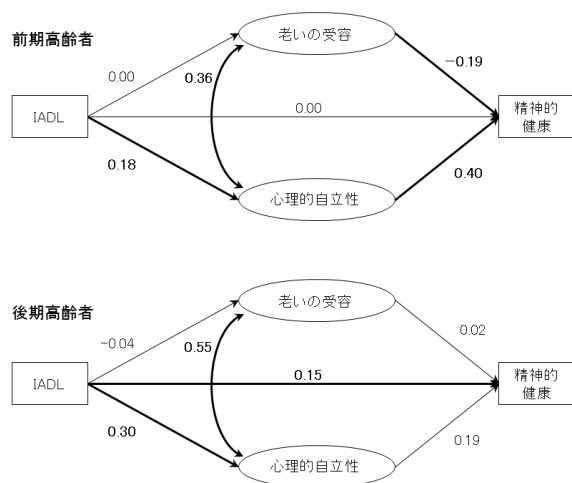 前期高齢者
老いの受容
0.00
0.36
−0.19
IADL
0.00
精神的
健康
0.18
0.40
心理的自立性
後期高齢者
老いの受容
−0.04
0.55
0.02
IADL
0.15
精神的
健康
0.30
0.19
心理的自立性